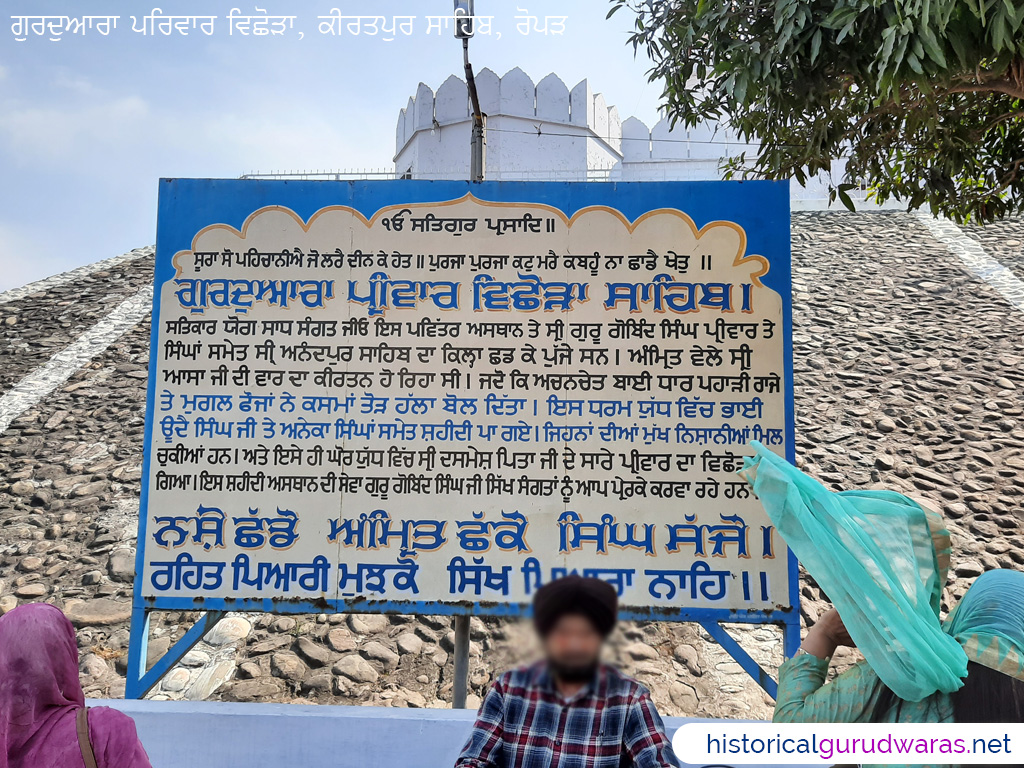 ਗੁਰਦੁਆਰਾ ਪਰਿਵਾਰ ਵਿਛੋੜਾ, ਕੀਰਤਪੁਰ ਸਾਹਿਬ, ਰੋਪੜ
ੴ ਸਤਿਗੁਰ ਪ੍ਰਸਾਦਿ॥
ਸੂਰਾ ਸੋ ਪਹਿਚਾਨੀਐ ਜੋ ਲਰੈ ਦੀਨ ਕੇ ਹੇਤ॥ ਪੁਰਜਾ ਪੁਰਜਾ ਕਟੁ ਮਰੈ ਕਬਹੂੰ ਨਾ ਛਾਡੈ ਖੇਤੁ ॥
ਗੁਰਦੁਆਰਾ ਪ੍ਰੀਵਾਰ ਵਿਛੋੜਾ ਸਾਹਿਬ।
ਸਤਿਕਾਰ ਯੋਗ ਸਾਧ ਸੰਗਤ ਜੀਓ ਇਸ ਪਵਿੱਤਰ ਅਸਥਾਨ ਤੇ ਸ੍ਰੀ ਗੁਰੂ ਗੋਬਿੰਦ ਸਿੰਘ ਪ੍ਰੀਵਾਰ ਤੇ
ਸਿੰਘਾਂ ਸਮੇਤ ਸ੍ਰੀ ਅਨੰਦਪੁਰ ਸਾਹਿਬ ਦਾ ਕਿਲ੍ਹਾ ਛਡ ਕੇ ਪੁੱਜੇ ਸਨ। ਅੰਮ੍ਰਿਤ ਵੇਲੇ ਸ੍ਰੀ
ਆਸਾ ਜੀ ਦੀ ਵਾਰ ਦਾ ਕੀਰਤਨ ਹੋ ਰਿਹਾ ਸੀ। ਜਦੋ ਕਿ ਅਚਨਚੇਤ ਬਾਈ ਧਾਰ ਪਹਾੜੀ ਰਾਜੇ
ਤੇ ਮੁਗਲ ਫੌਜਾਂ ਨੇ ਕਸਮਾਂ ਤੋੜ ਹੱਲਾ ਬੋਲ ਦਿੱਤਾ। ਇਸ ਧਰਮ ਯੁੱਧ ਵਿੱਚ ਭਾਈ
ਉਦੈ ਸਿੰਘ ਜੀ ਤੇ ਅਨੇਕਾ ਸਿੰਘਾਂ ਸਮੇਤ ਸ਼ਹੀਦੀ ਪਾ ਗਏ। ਜਿਹਨਾਂ ਦੀਆਂ ਮੁੱਖ ਨਿਸ਼ਾਨੀਆਂ ਮਿਲ
ਚੁਕੀਆਂ ਹਨ। ਅਤੇ ਇਸੇ ਹੀ ਘੋਰ ਯੁੱਧ ਵਿੱਚ ਸ੍ਰੀ ਦਸਮੇਸ਼ ਪਿਤਾ ਜੀ ਦੇ ਸਾਰੇ ਪ੍ਰੀਵਾਰ ਦਾ ਵਿਛੋੜਾ
ਗਿਆ। ਇਸ ਸ਼ਹੀਦੀ ਅਸਥਾਨ ਦੀ ਸੇਵਾ ਗੁਰੂ ਗੋਬਿੰਦ ਸਿੰਘ ਜੀ ਸਿੱਖ ਸੰਗਤਾਂ ਨੂੰ ਆਪ ਪ੍ਰੇਰਕੇ ਕਰਵਾ ਰਹੇ ਹਨ
ਨਸ਼ੇ ਛੱਡੋ ਅੰਮ੍ਰਿਤ ਛੱਕੋ ਸਿੰਘ ਸੱਜੋ।
ਰਹਿਤ ਪਿਆਰੀ ਮੁਝਕੋ ਸਿੱਖ ਪਿਆਰਾ ਨਾਹਿ।।
historicalgurudwaras.net